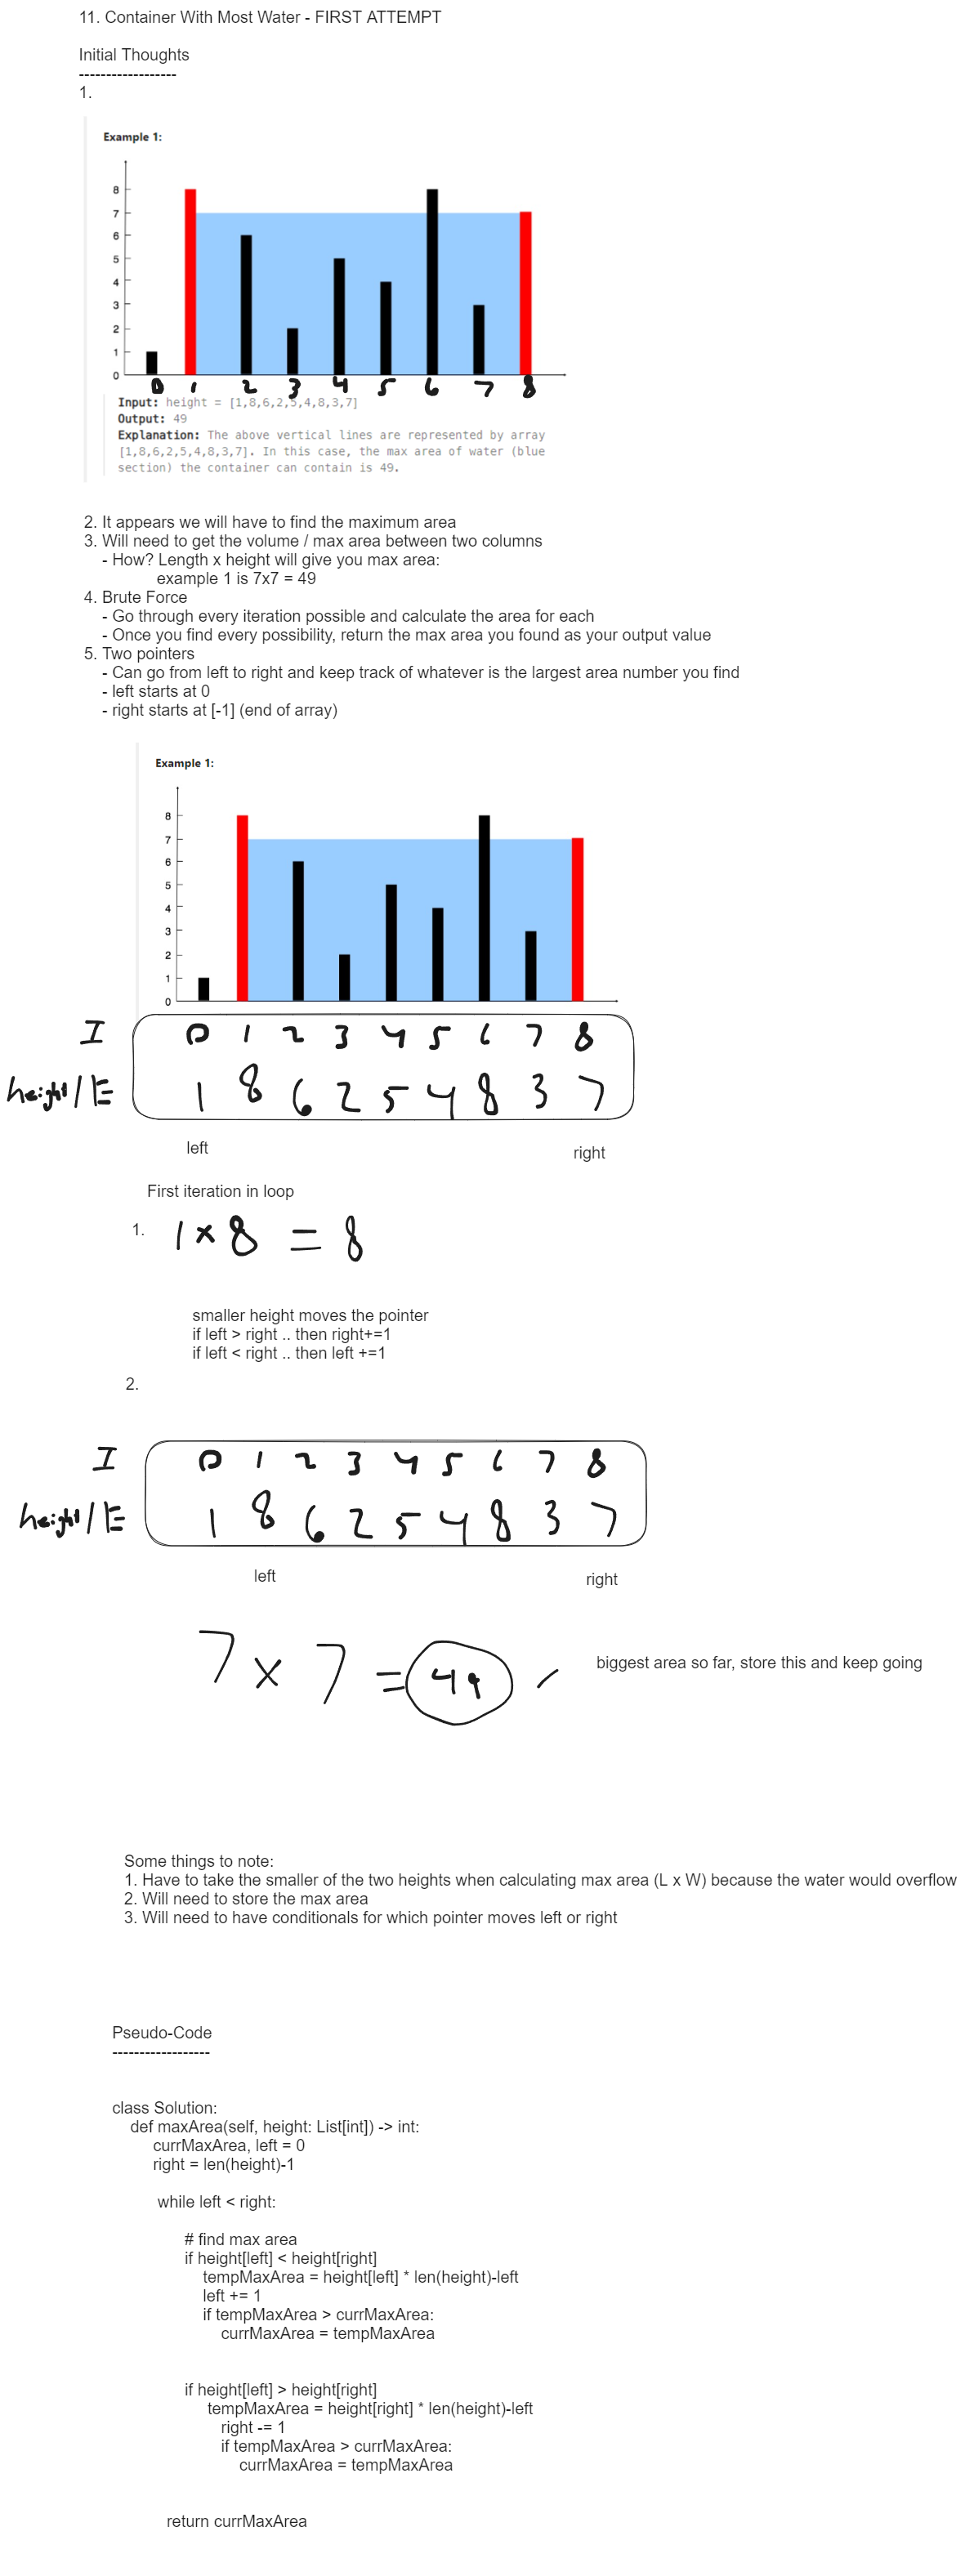 11. Container With Most Water - FIRST ATTEMPT
Initial Thoughts
------------------
1.
Example 1:
8
7
6
5
4
3
2
1
0
0 1 2 3 4 5 6 7 8
Input: height = [1,8,6,2,5,4,8,3,7]
Output: 49
Explanation: The above vertical lines are represented by array
[1,8,6,2,5,4,8,3,7]. In this case, the max area of water (blue
section) the container can contain is 49.
2. It appears we will have to find the maximum area
3. Will need to get the volume / max area between two columns
- How? Length x height will give you max area:
example 1 is 7x7 = 49
4. Brute Force
- Go through every iteration possible and calculate the area for each
- Once you find every possibility, return the max area you found as your output value
5. Two pointers
- Can go from left to right and keep track of whatever is the largest area number you find
- left starts at 0
- right starts at [-1] (end of array)
Example 1:
8
7
6
5
4
3
2
1
0
I 0 1 2 3 4 5 6 7 8
height/E 1 8 6 2 5 4 8 3 7
left right
First iteration in loop
1. 1 x 8 = 8
smaller height moves the pointer
if left > right .. then right+=1
if left < right .. then left +=1
2.
I 0 1 2 3 4 5 6 7 8
height/E 1 8 6 2 5 4 8 3 7
left right
7 x 7 = 49 biggest area so far, store this and keep going
Some things to note:
1. Have to take the smaller of the two heights when calculating max area (L x W) because the water would overflow
2. Will need to store the max area
3. Will need to have conditionals for which pointer moves left or right
Pseudo-Code
------------------
class Solution:
def maxArea(self, height: List[int]) -> int:
currMaxArea, left = 0
right = len(height)-1
while left < right:
# find max area
if height[left] < height[right]
tempMaxArea = height[left] * len(height)-left
left += 1
if tempMaxArea > currMaxArea:
currMaxArea = tempMaxArea
if height[left] > height[right]
tempMaxArea = height[right] * len(height)-left
right -= 1
if tempMaxArea > currMaxArea:
currMaxArea = tempMaxArea
return currMaxArea